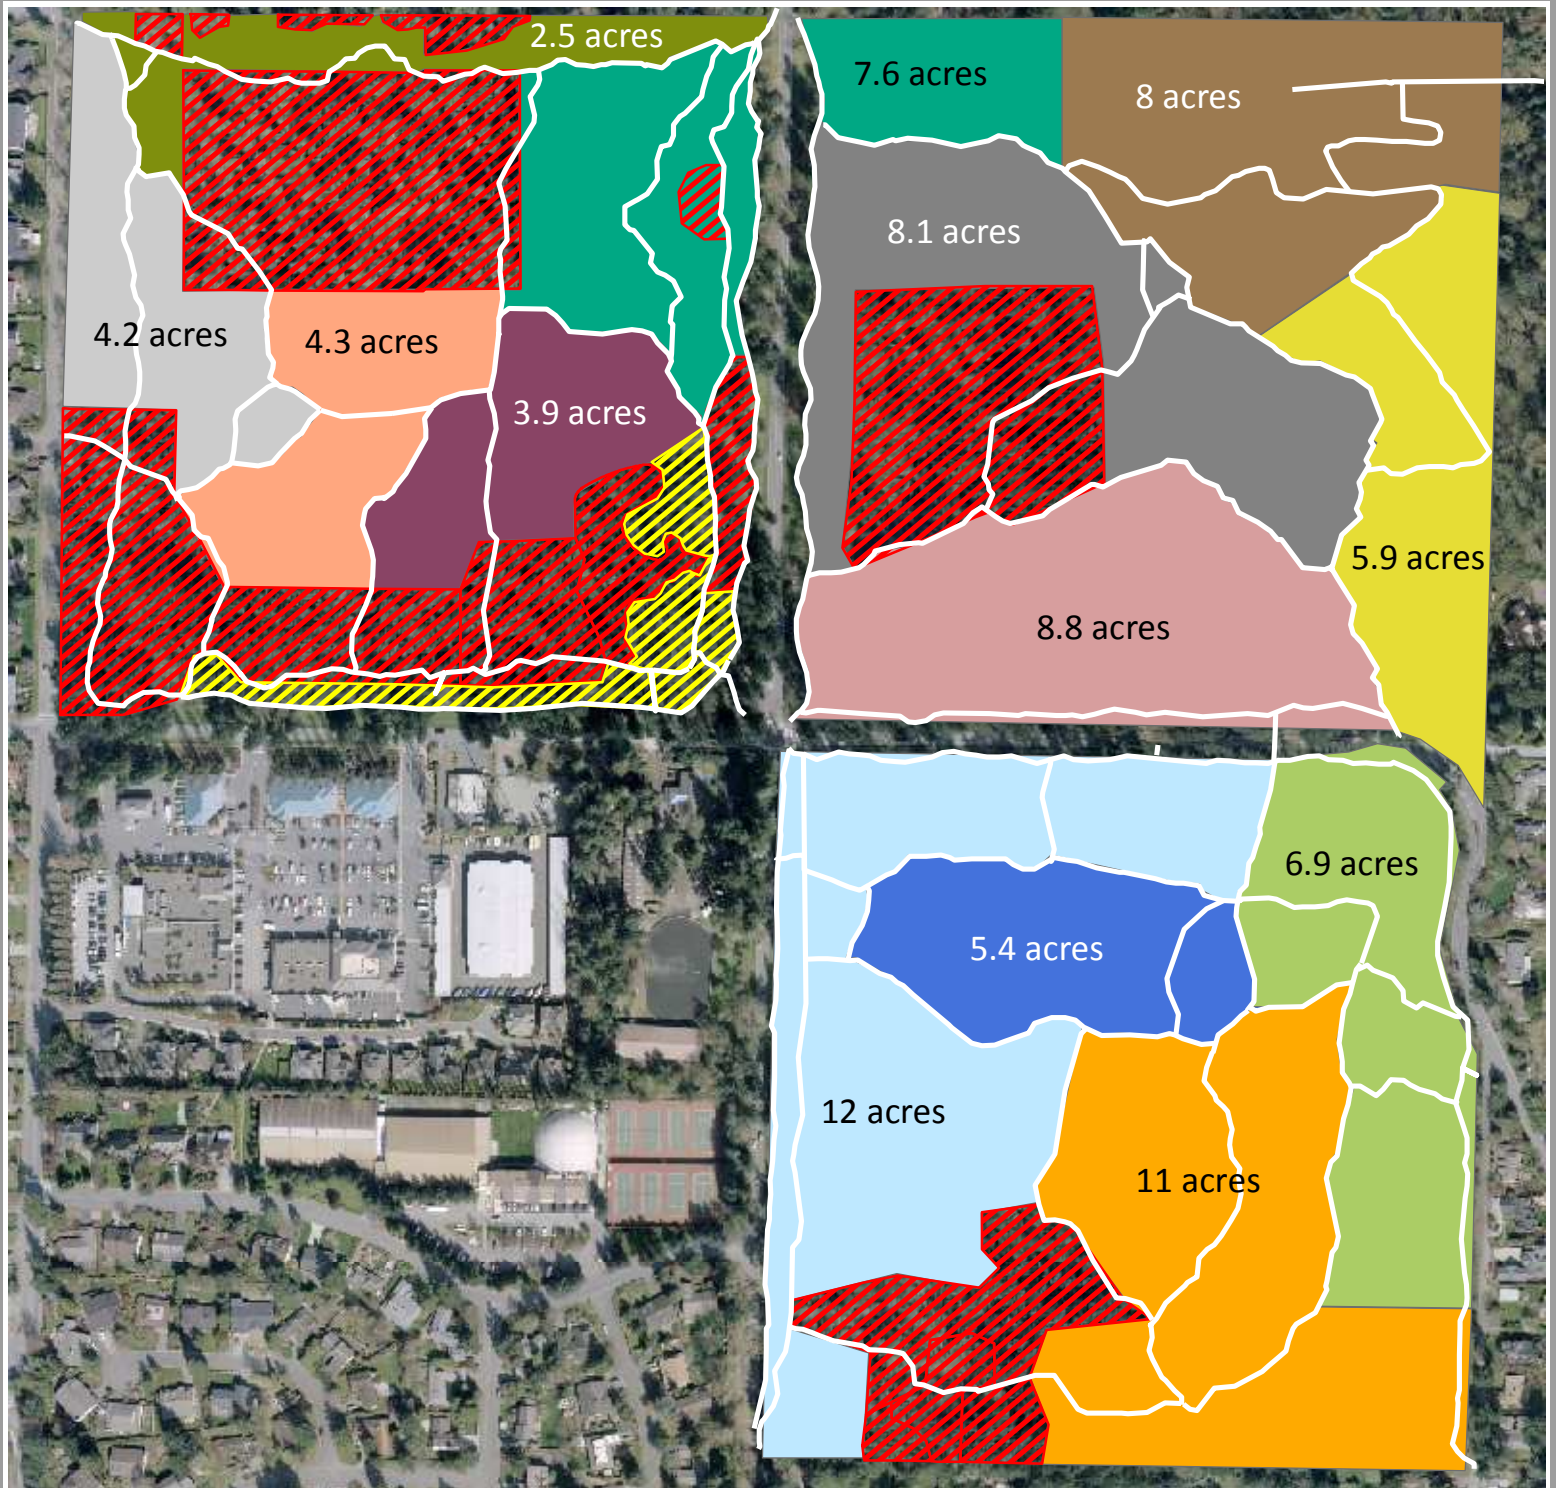 2.5 acres
7.6 acres
8 acres
8.1 acres
4.2 acres
4.3 acres
3.9 acres
5.9 acres
8.8 acres
6.9 acres
5.4 acres
12 acres
11 acres